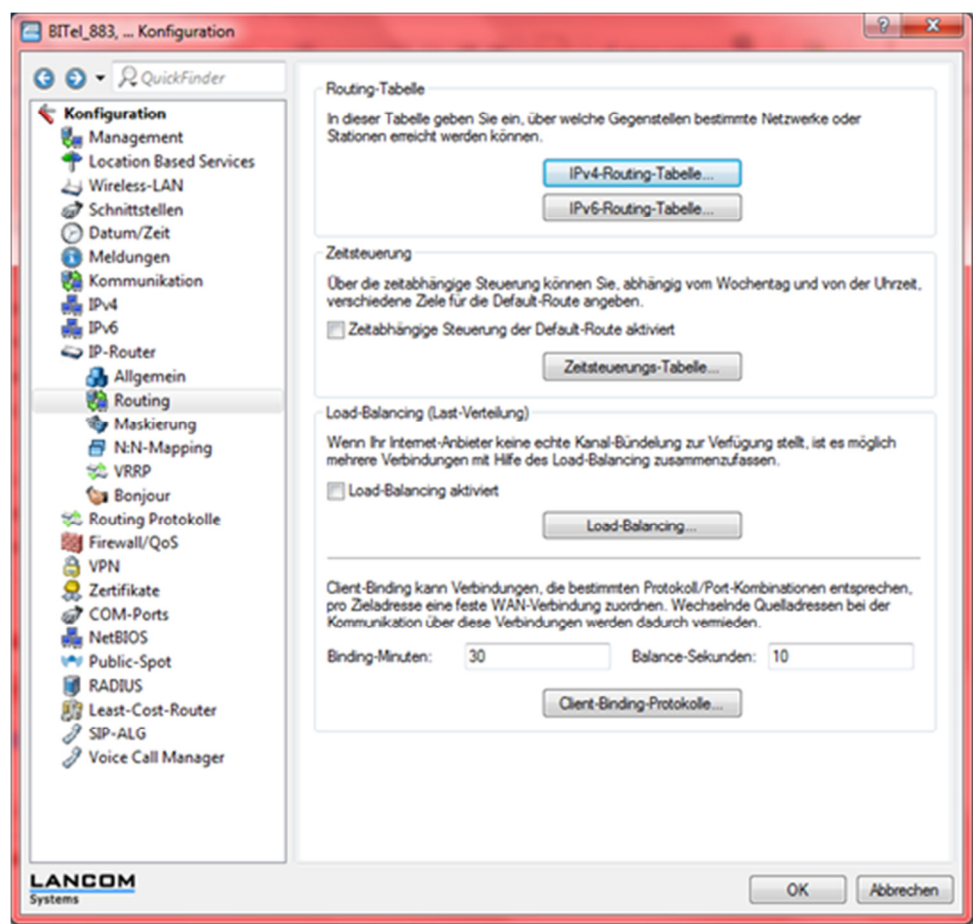 BITel_883, ... Konfiguration
QuickFinder
Konfiguration
Management
Location Based Services
Wireless-LAN
Schnittstellen
Datum/Zeit
Meldungen
Kommunikation
IPv4
IPv6
IP-Router
Allgemein
Routing
Maskierung
N:N-Mapping
VRRP
Bonjour
Routing Protokolle
Firewall/QoS
VPN
Zertifikate
COM-Ports
NetBIOS
Public-Spot
RADIUS
Least-Cost-Router
SIP-ALG
Voice Call Manager
Routing-Tabelle
In dieser Tabelle geben Sie ein, über welche Gegenstellen bestimmte Netzwerke oder
Stationen erreicht werden können.
IPv4-Routing-Tabelle...
IPv6-Routing-Tabelle...
Zeitsteuerung
Über die zeitabhängige Steuerung können Sie, abhängig vom Wochentag und von der Uhrzeit,
verschiedene Ziele für die Default-Route angeben.
Zeitabhängige Steuerung der Default-Route aktiviert
Zeitsteuerungs-Tabelle...
Load-Balancing (Last-Verteilung)
Wenn Ihr Internet-Anbieter keine echte Kanal-Bündelung zur Verfügung stellt, ist es möglich
mehrere Verbindungen mit Hilfe des Load-Balancing zusammenzufassen.
Load-Balancing aktiviert
Load-Balancing...
Client-Binding kann Verbindungen, die bestimmten Protokoll/Port-Kombinationen entsprechen,
pro Zieladresse eine feste WAN-Verbindung zuordnen. Wechselnde Quelladressen bei der
Kommunikation über diese Verbindungen werden dadurch vermieden.
Binding-Minuten: 30 Balance-Sekunden: 10
Client-Binding-Protokolle...
LANCOM
Systems
OK Abbrechen